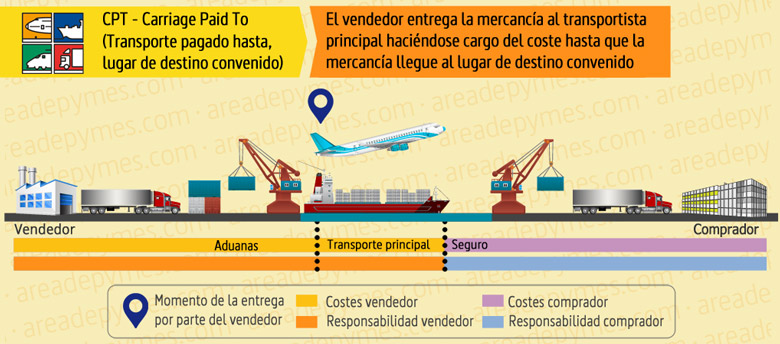 CPT - Carriage Paid To
(Transporte pagado hasta,
lugar de destino convenido)
El vendedor entrega la mercancía al transportista
principal haciéndose cargo del coste hasta que la
mercancía llegue al lugar de destino convenido
Vendedor
Comprador
Aduanas
Transporte principal
Seguro
Momento de la entrega
por parte del vendedor
Costes vendedor
Responsabilidad vendedor
Costes comprador
Responsabilidad comprador
areadepymes.com